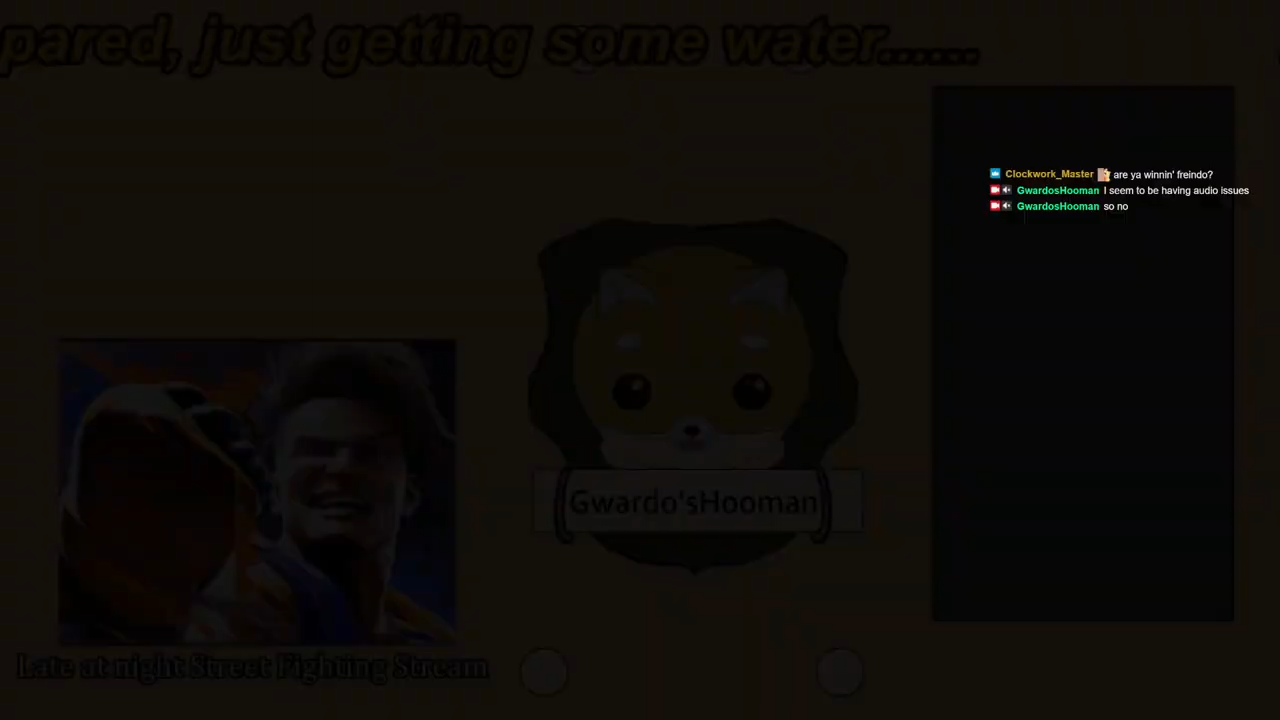 pared, just getting some water......
Clockwork_Master are ya winnin' freindo?
GwardosHooman I seem to be having audio issues
GwardosHooman so no
Gwardo'sHooman
Late at night Street Fighting Stream